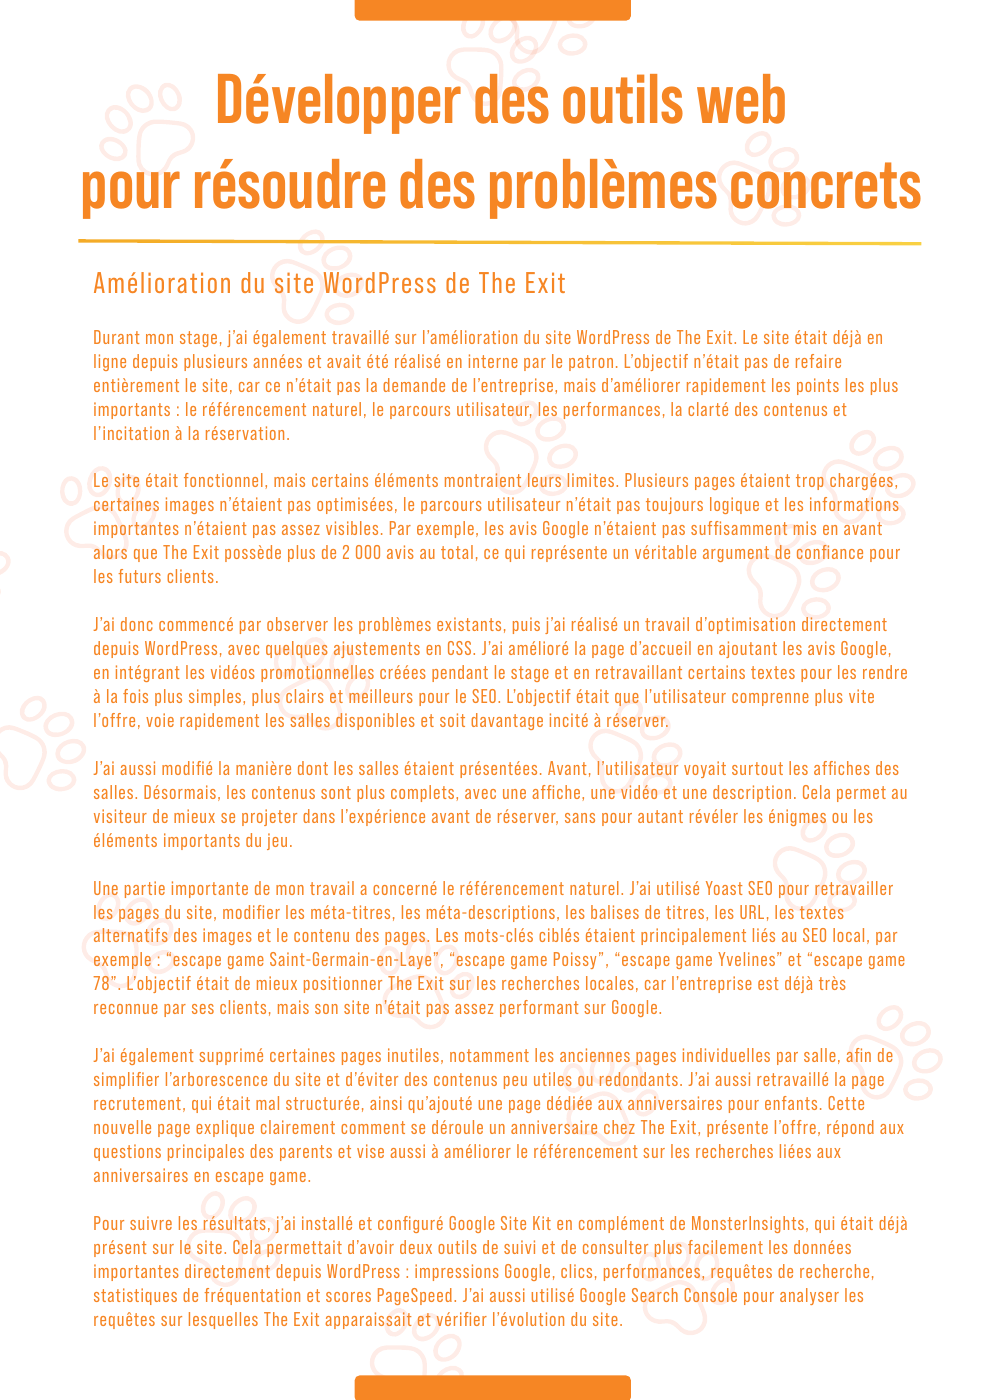 Développer des outils web
pour résoudre des problèmes concrets
Amélioration du site WordPress de The Exit
Durant mon stage, j’ai également travaillé sur l’amélioration du site WordPress de The Exit. Le site était déjà en
ligne depuis plusieurs années et avait été réalisé en interne par le patron. L’objectif n’était pas de refaire
entièrement le site, car ce n’était pas la demande de l’entreprise, mais d’améliorer rapidement les points les plus
importants : le référencement naturel, le parcours utilisateur, les performances, la clarté des contenus et
l’incitation à la réservation.
Le site était fonctionnel, mais certains éléments montraient leurs limites. Plusieurs pages étaient trop chargées,
certaines images n’étaient pas optimisées, le parcours utilisateur n’était pas toujours logique et les informations
importantes n’étaient pas assez visibles. Par exemple, les avis Google n’étaient pas suffisamment mis en avant
alors que The Exit possède plus de 2 000 avis au total, ce qui représente un véritable argument de confiance pour
les futurs clients.
J’ai donc commencé par observer les problèmes existants, puis j’ai réalisé un travail d’optimisation directement
depuis WordPress, avec quelques ajustements en CSS. J’ai amélioré la page d’accueil en ajoutant les avis Google,
en intégrant les vidéos promotionnelles créées pendant le stage et en retravaillant certains textes pour les rendre
à la fois plus simples, plus clairs et meilleurs pour le SEO. L’objectif était que l’utilisateur comprenne plus vite
l’offre, voie rapidement les salles disponibles et soit davantage incité à réserver.
J’ai aussi modifié la manière dont les salles étaient présentées. Avant, l’utilisateur voyait surtout les affiches des
salles. Désormais, les contenus sont plus complets, avec une affiche, une vidéo et une description. Cela permet au
visiteur de mieux se projeter dans l’expérience avant de réserver, sans pour autant révéler les énigmes ou les
éléments importants du jeu.
Une partie importante de mon travail a concerné le référencement naturel. J’ai utilisé Yoast SEO pour retravailler
les pages du site, modifier les méta-titres, les méta-descriptions, les balises de titres, les URL, les textes
alternatifs des images et le contenu des pages. Les mots-clés ciblés étaient principalement liés au SEO local, par
exemple : “escape game Saint-Germain-en-Laye”, “escape game Poissy”, “escape game Yvelines” et “escape game
78”. L’objectif était de mieux positionner The Exit sur les recherches locales, car l’entreprise est déjà très
reconnue par ses clients, mais son site n’était pas assez performant sur Google.
J’ai également supprimé certaines pages inutiles, notamment les anciennes pages individuelles par salle, afin de
simplifier l’arborescence du site et d’éviter des contenus peu utiles ou redondants. J’ai aussi retravaillé la page
recrutement, qui était mal structurée, ainsi qu’ajouté une page dédiée aux anniversaires pour enfants. Cette
nouvelle page explique clairement comment se déroule un anniversaire chez The Exit, présente l’offre, répond aux
questions principales des parents et vise aussi à améliorer le référencement sur les recherches liées aux
anniversaires en escape game.
Pour suivre les résultats, j’ai installé et configuré Google Site Kit en complément de MonsterInsights, qui était déjà
présent sur le site. Cela permettait d’avoir deux outils de suivi et de consulter plus facilement les données
importantes directement depuis WordPress : impressions Google, clics, performances, requêtes de recherche,
statistiques de fréquentation et scores PageSpeed. J’ai aussi utilisé Google Search Console pour analyser les
requêtes sur lesquelles The Exit apparaissait et vérifier l’évolution du site.